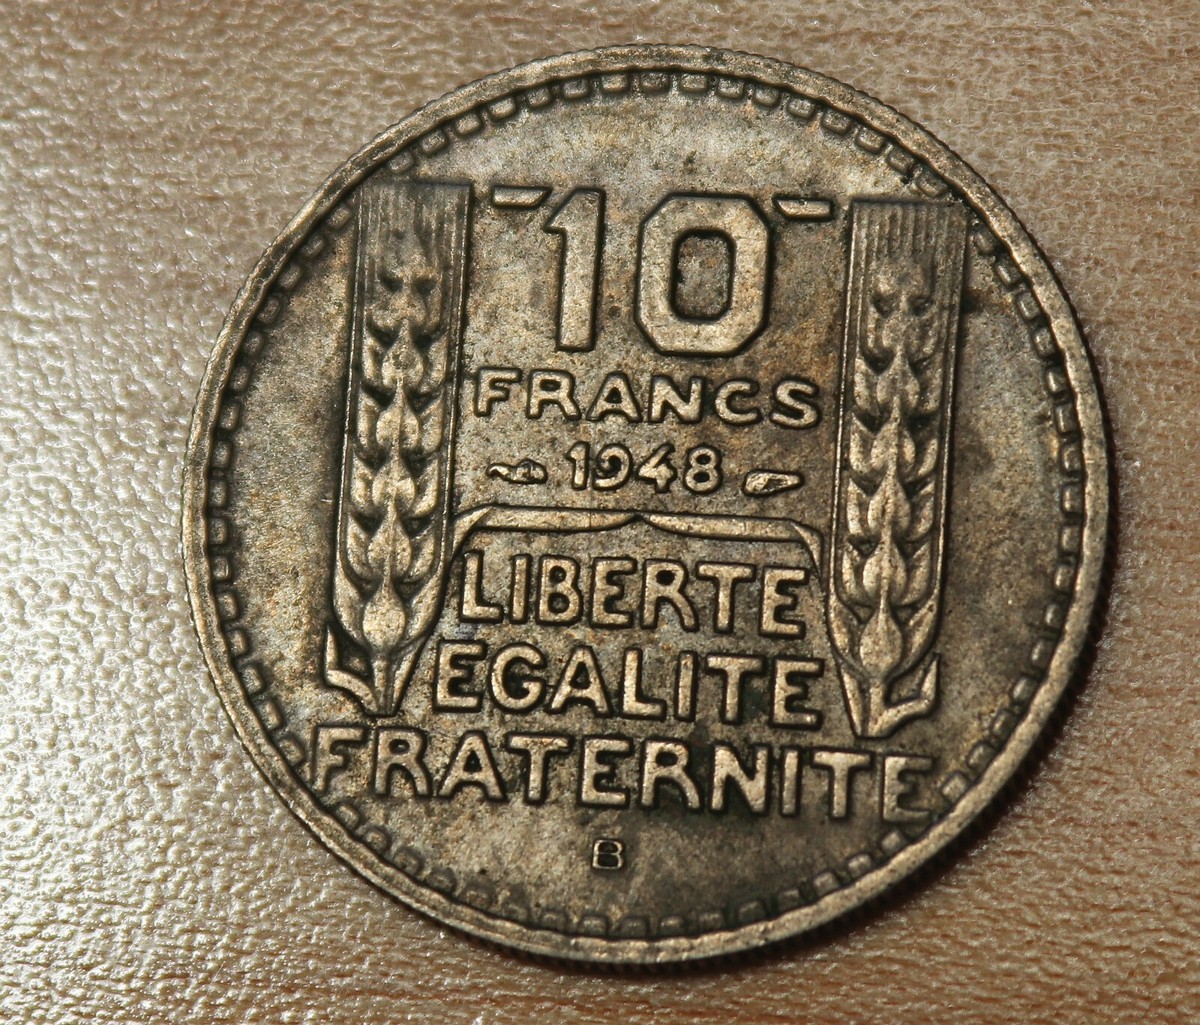 10
FRANCS
1948
LIBERTE
EGALITE
FRATERNITE
B